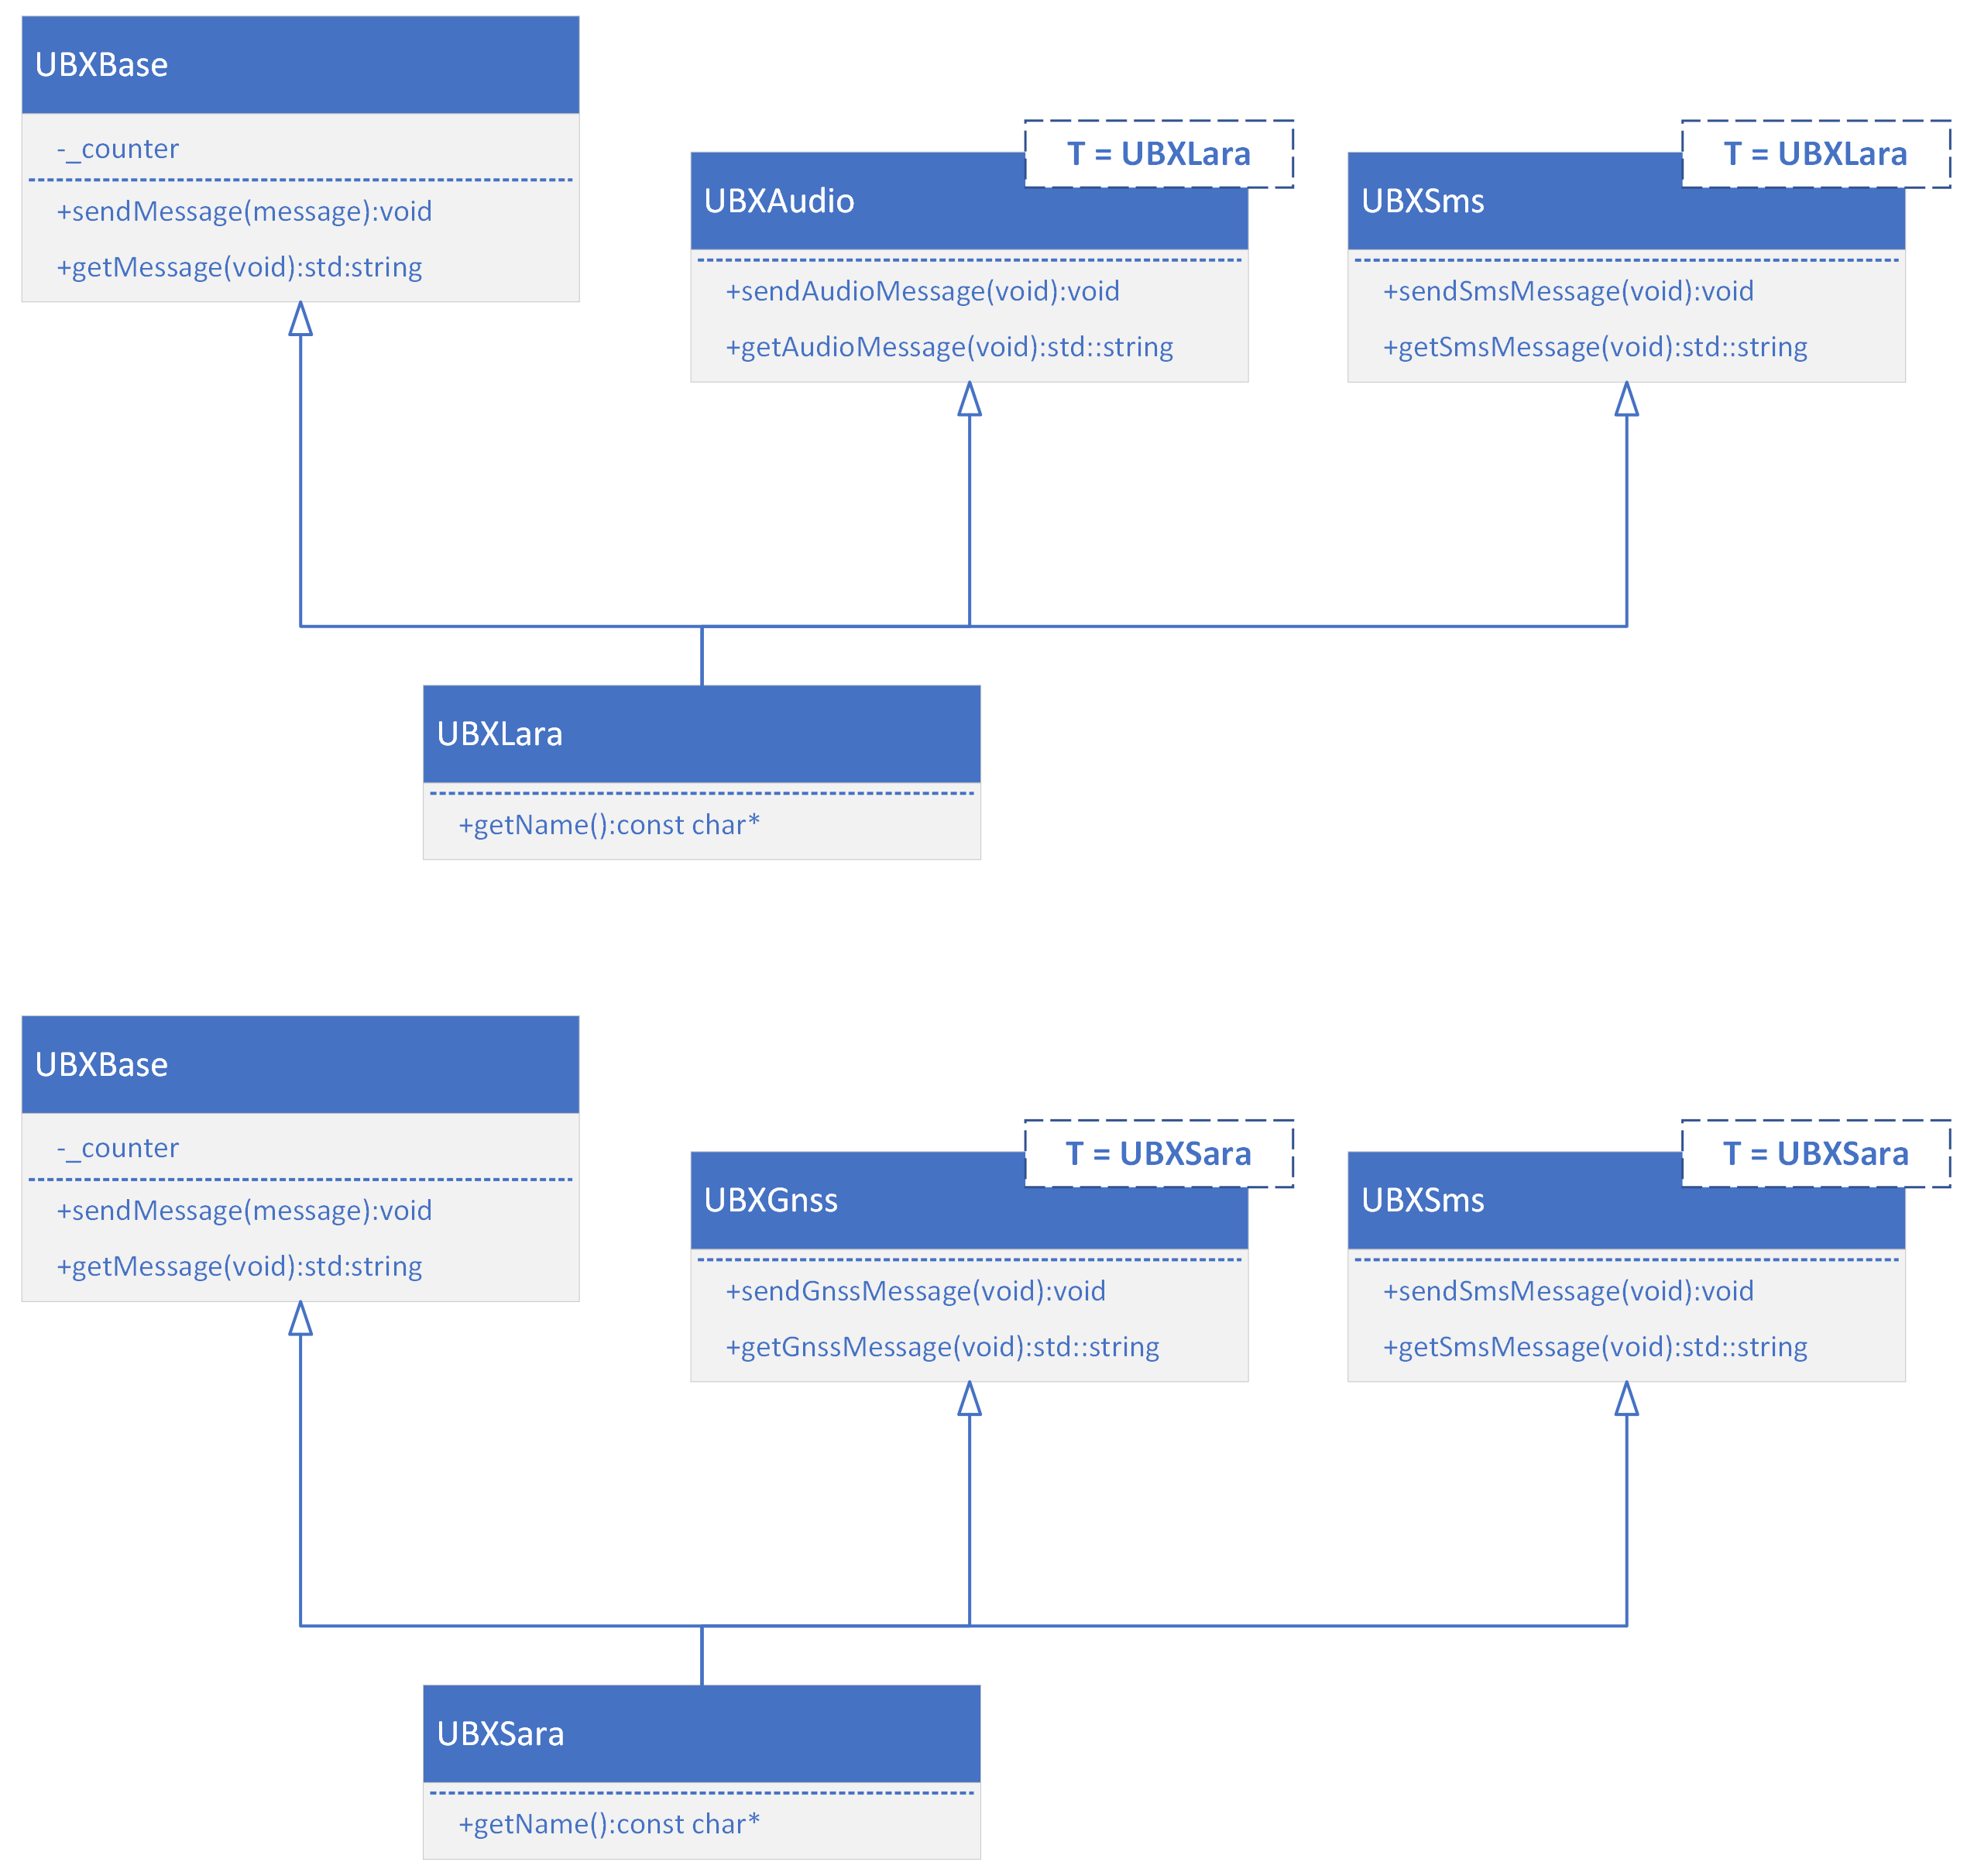 UBXBase
-_counter
+sendMessage(message):void
+getMessage(void):std:string
T = UBXLara
UBXAudio
+sendAudioMessage(void):void
+getAudioMessage(void):std::string
T = UBXLara
UBXSms
+sendSmsMessage(void):void
+getSmsMessage(void):std::string
UBXLara
+getName():const char*
UBXBase
-_counter
+sendMessage(message):void
+getMessage(void):std:string
T = UBXSara
UBXGnss
+sendGnssMessage(void):void
+getGnssMessage(void):std::string
T = UBXSara
UBXSms
+sendSmsMessage(void):void
+getSmsMessage(void):std::string
UBXSara
+getName():const char*